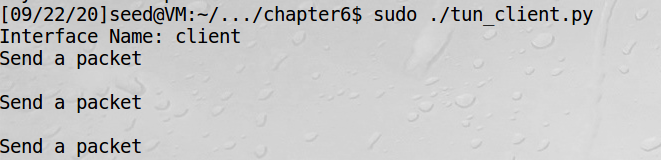 [09/22/20]seed@VM:~/.../chapter6$ sudo ./tun_client.py
Interface Name: client
Send a packet
Send a packet
Send a packet